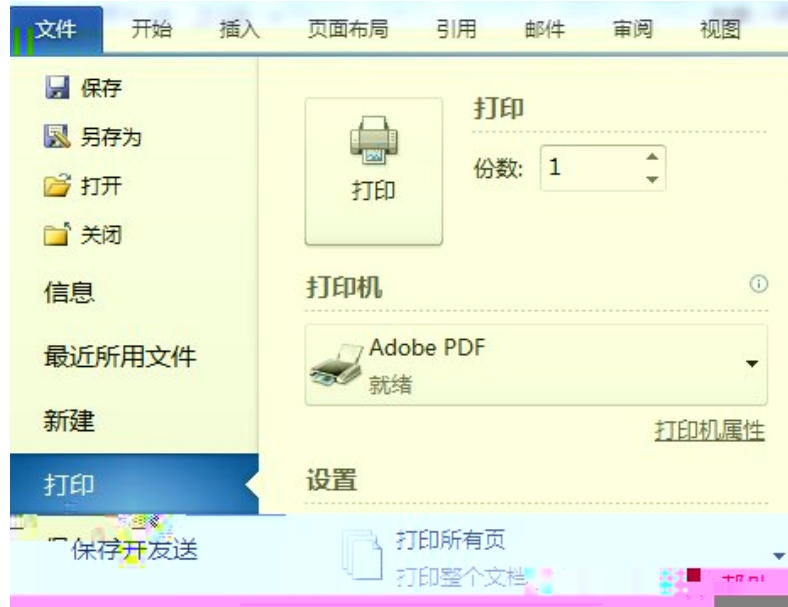 文件 开始 插入 页面布局 引用 邮件 审阅 视图
保存
另存为
打开
关闭
信息
最近所用文件
新建
打印
保存开发送
打印
打印
份数: 1
打印机
Adobe PDF
就绪
打印机属性
设置
打印所有页
打印整个文档